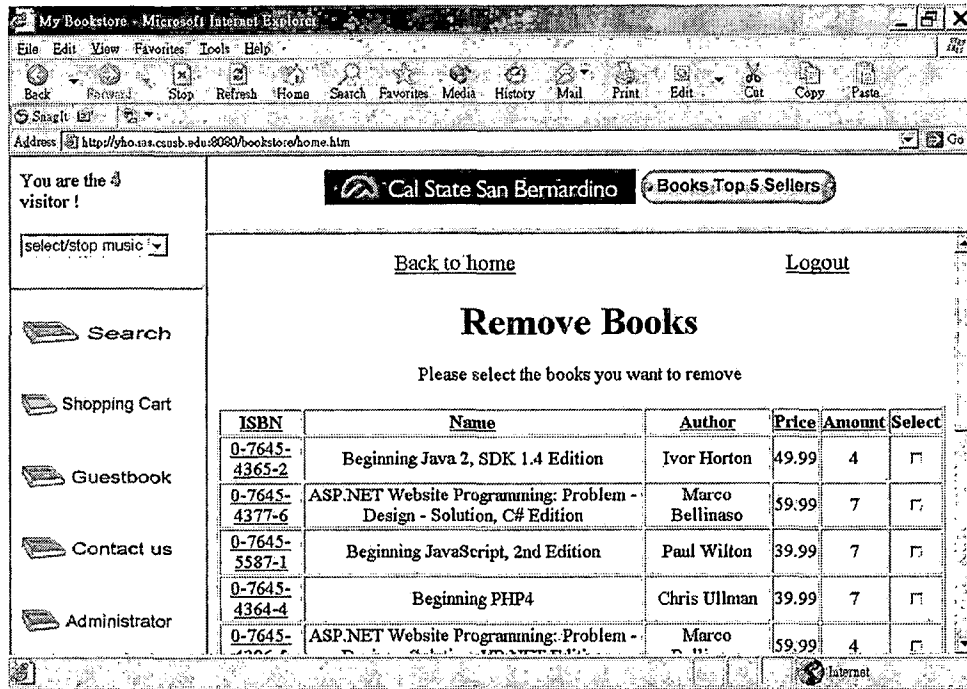 My Bookstore - Microsoft Internet Explorer
File Edit View Favorites Tools Help
Back Forward Stop Refresh Home Search Favorites Media History Mail Print Edit Cut Copy Paste
SnagIt
Address http://yho.ias.csusb.edu:8080/bookstore/home.htm Go
You are the 4
visitor !
select/stop music
Cal State San Bernardino Books Top 5 Sellers
Back to home Logout
Remove Books
Please select the books you want to remove
Search
Shopping Cart
Guestbook
Contact us
Administrator
ISBN Name Author Price Amount Select
0-7645-4365-2 Beginning Java 2, SDK 1.4 Edition Ivor Horton 49.99 4
0-7645-4377-6 ASP.NET Website Programming: Problem - Design - Solution, C# Edition Marco Bellinaso 59.99 7
0-7645-5587-1 Beginning JavaScript, 2nd Edition Paul Wilton 39.99 7
0-7645-4364-4 Beginning PHP4 Chris Ullman 39.99 7
0-7645- ASP.NET Website Programming: Problem - Marco 59.99 4
Internet